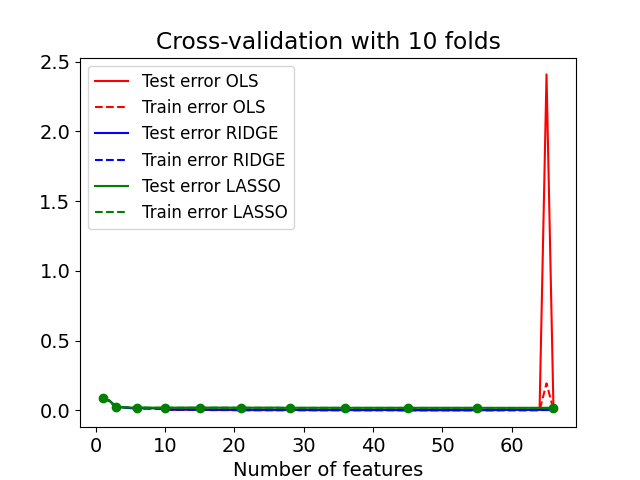 Cross-validation with 10 folds
2.5
2.0
1.5
1.0
0.5
0.0
Test error OLS
Train error OLS
Test error RIDGE
Train error RIDGE
Test error LASSO
Train error LASSO
0 10 20 30 40 50 60
Number of features